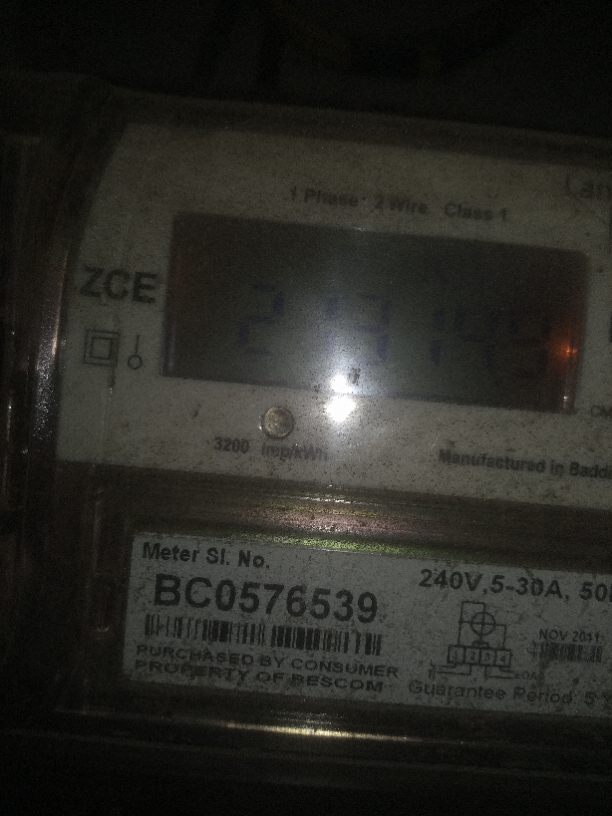 1 Phase 2 Wire Class 1
ZCE
3200 imp/kWh
Manufactured in
Meter Sl. No.
BC0576539
240V, 5-30A,
NOV 2011
PURCHASED BY CONSUMER
PROPERTY OF BESCOM
Guarantee Period: 5